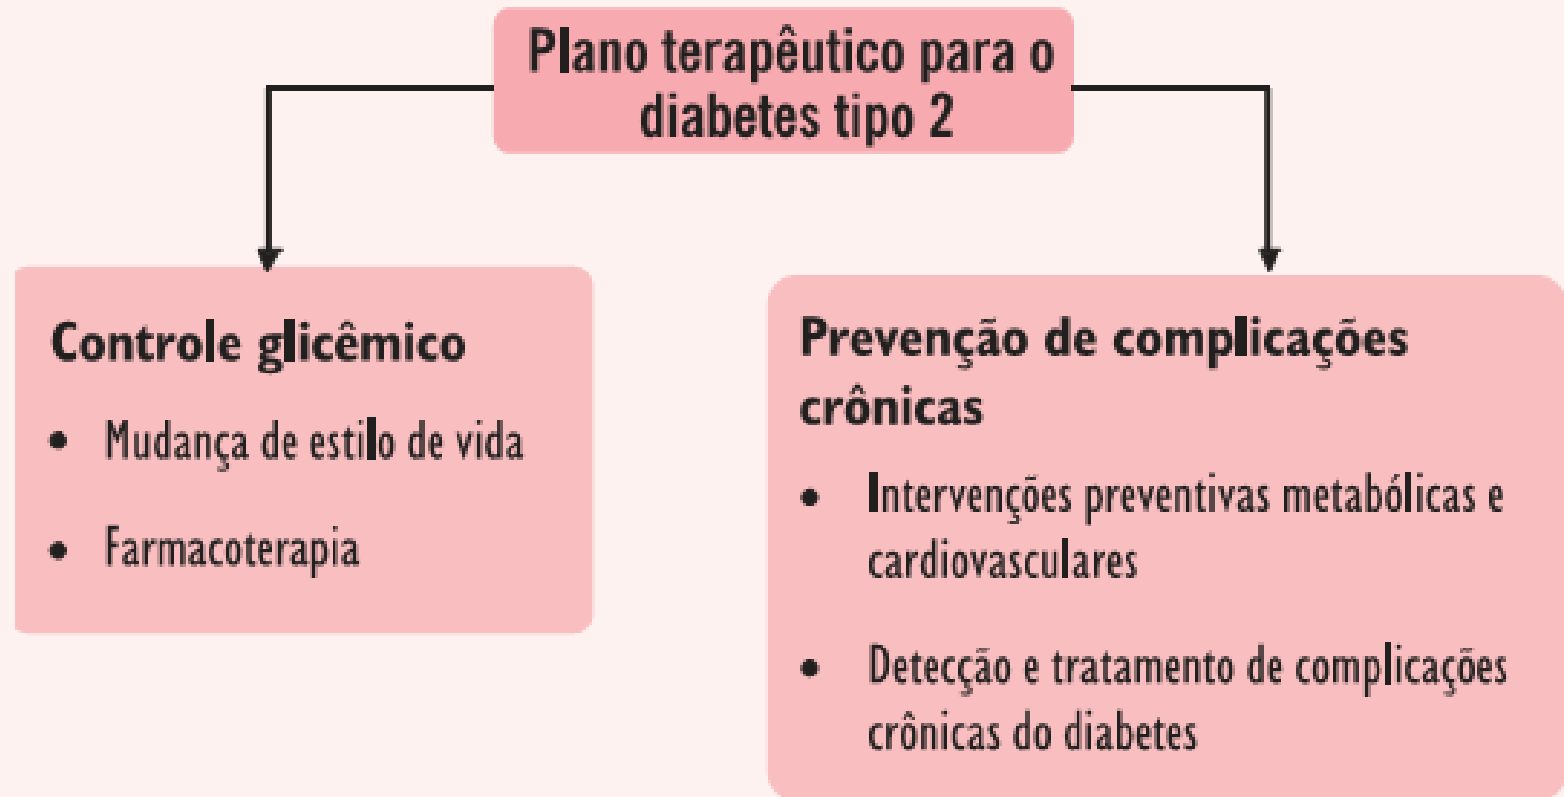 Plano terapêutico para o
diabetes tipo 2
Controle glicêmico
• Mudança de estilo de vida
• Farmacoterapia
Prevenção de complicações
crônicas
• Intervenções preventivas metabólicas e
cardiovasculares
• Detecção e tratamento de complicações
crônicas do diabetes